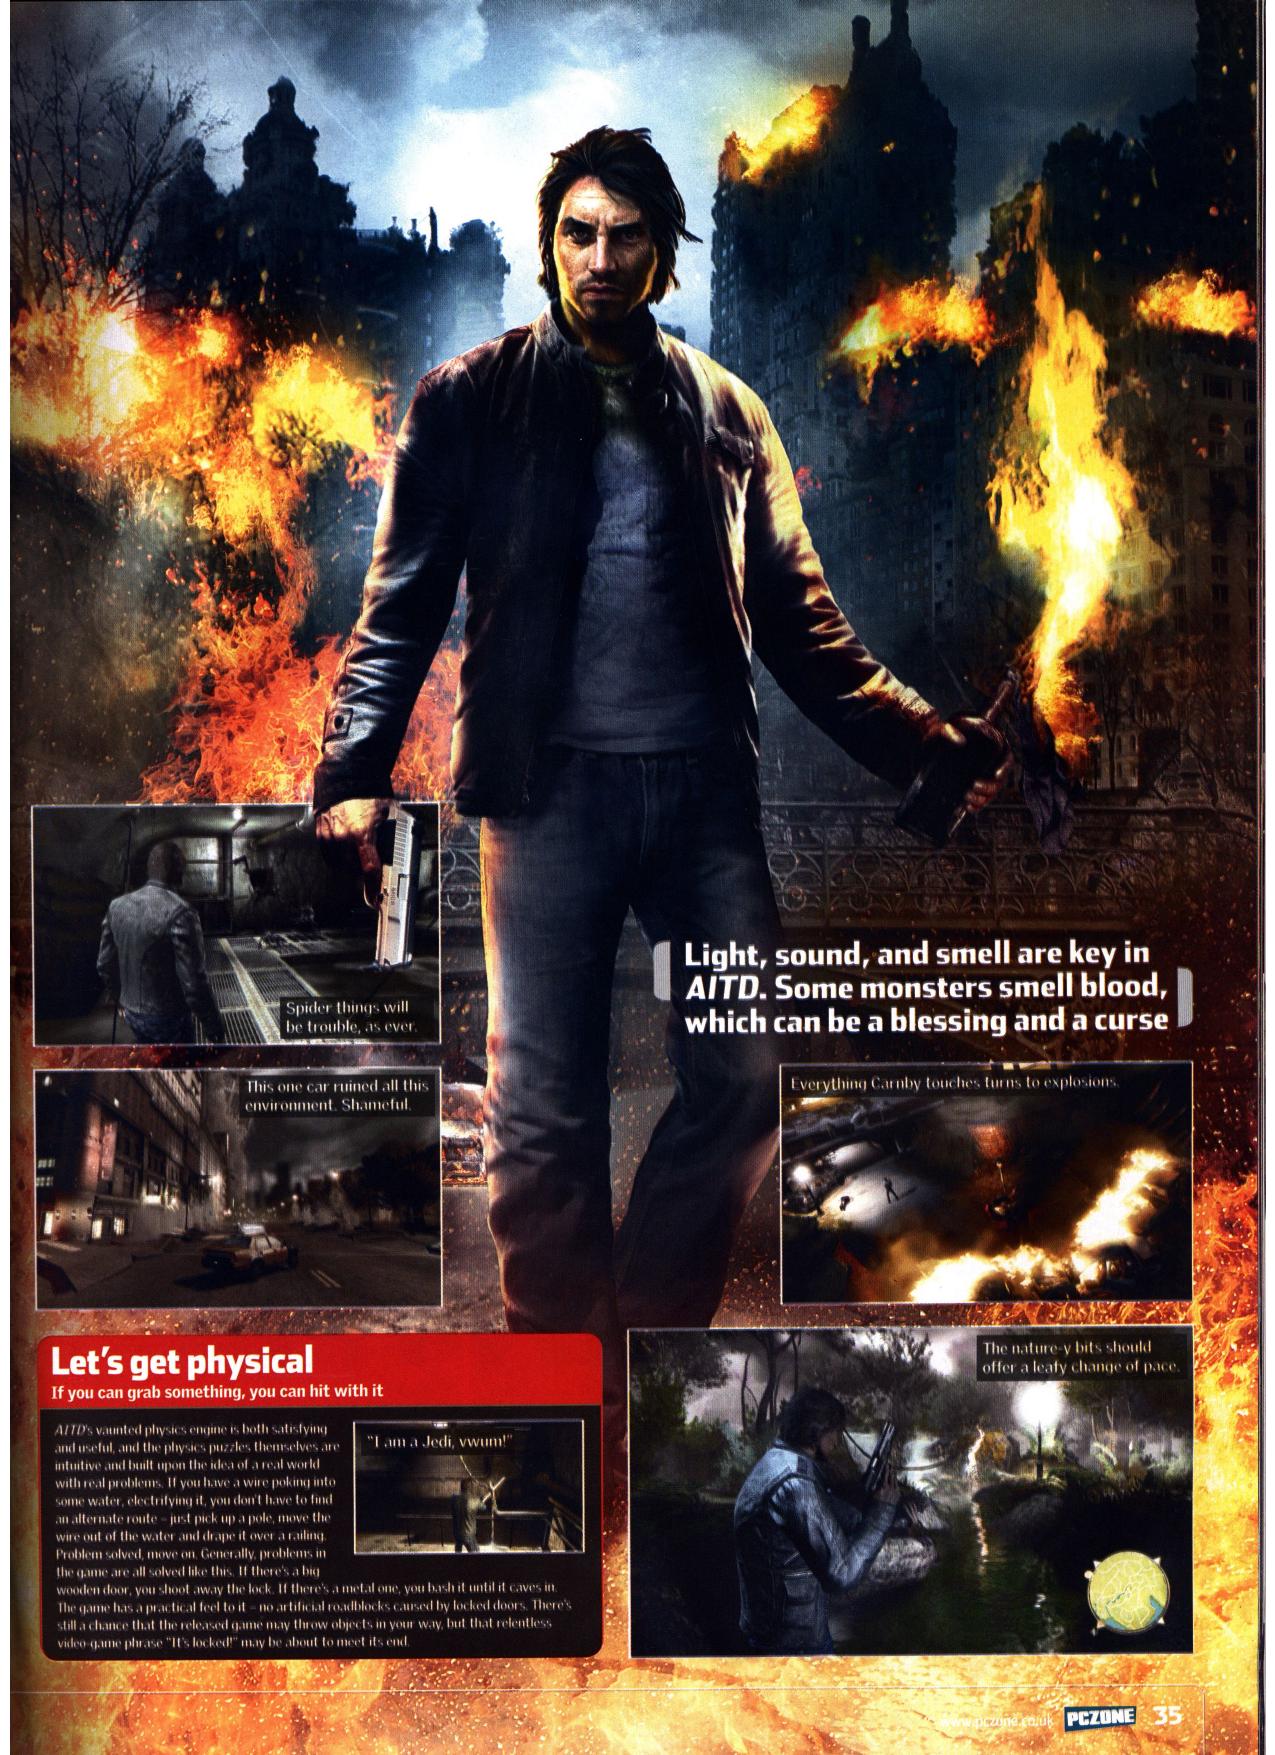 Light, sound, and smell are key in
AITD. Some monsters smell blood,
which can be a blessing and a curse
Spider things will
be trouble, as ever.
This one car ruined all this
environment. Shameful.
Everything Carnby touches turns to explosions.
The nature-y bits should
offer a leafy change of pace.
Let's get physical
If you can grab something, you can hit with it
AITD's vaunted physics engine is both satisfying
and useful, and the physics puzzles themselves are
intuitive and built upon the idea of a real world
with real problems. If you have a wire poking into
some water, electrifying it, you don't have to find
an alternate route – just pick up a pole, move the
wire out of the water and drape it over a railing.
Problem solved, move on. Generally, problems in
the game are all solved like this. If there's a big
wooden door, you shoot away the lock. If there's a metal one, you bash it until it caves in.
The game has a practical feel to it – no artificial roadblocks caused by locked doors. There's
still a chance that the released game may throw objects in your way, but that relentless
video-game phrase "It's locked!" may be about to meet its end.
"I am a Jedi, vwum!"
www.pczone.co.uk PCZONE 35